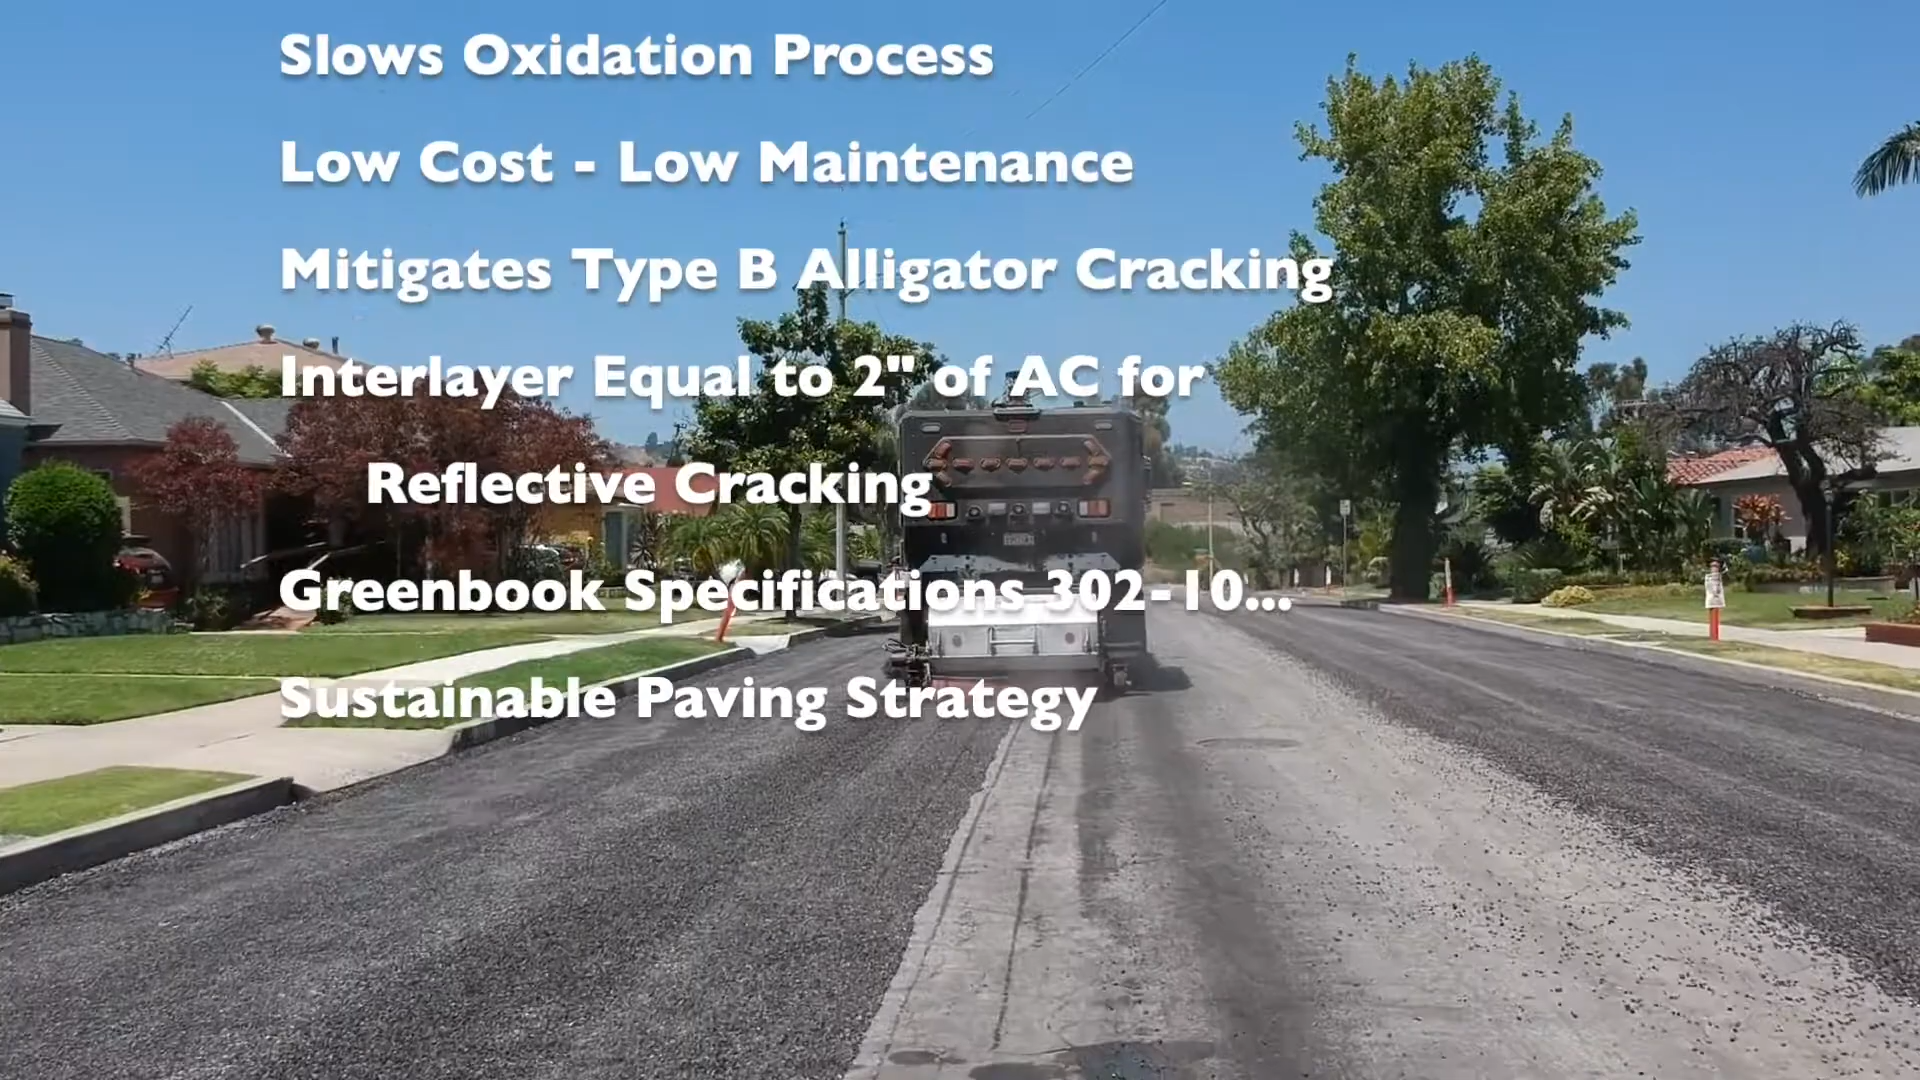 Slows Oxidation Process
Low Cost - Low Maintenance
Mitigates Type B Alligator Cracking
Interlayer Equal to 2" of AC for
Reflective Cracking
Greenbook Specifications 302-10...
Sustainable Paving Strategy